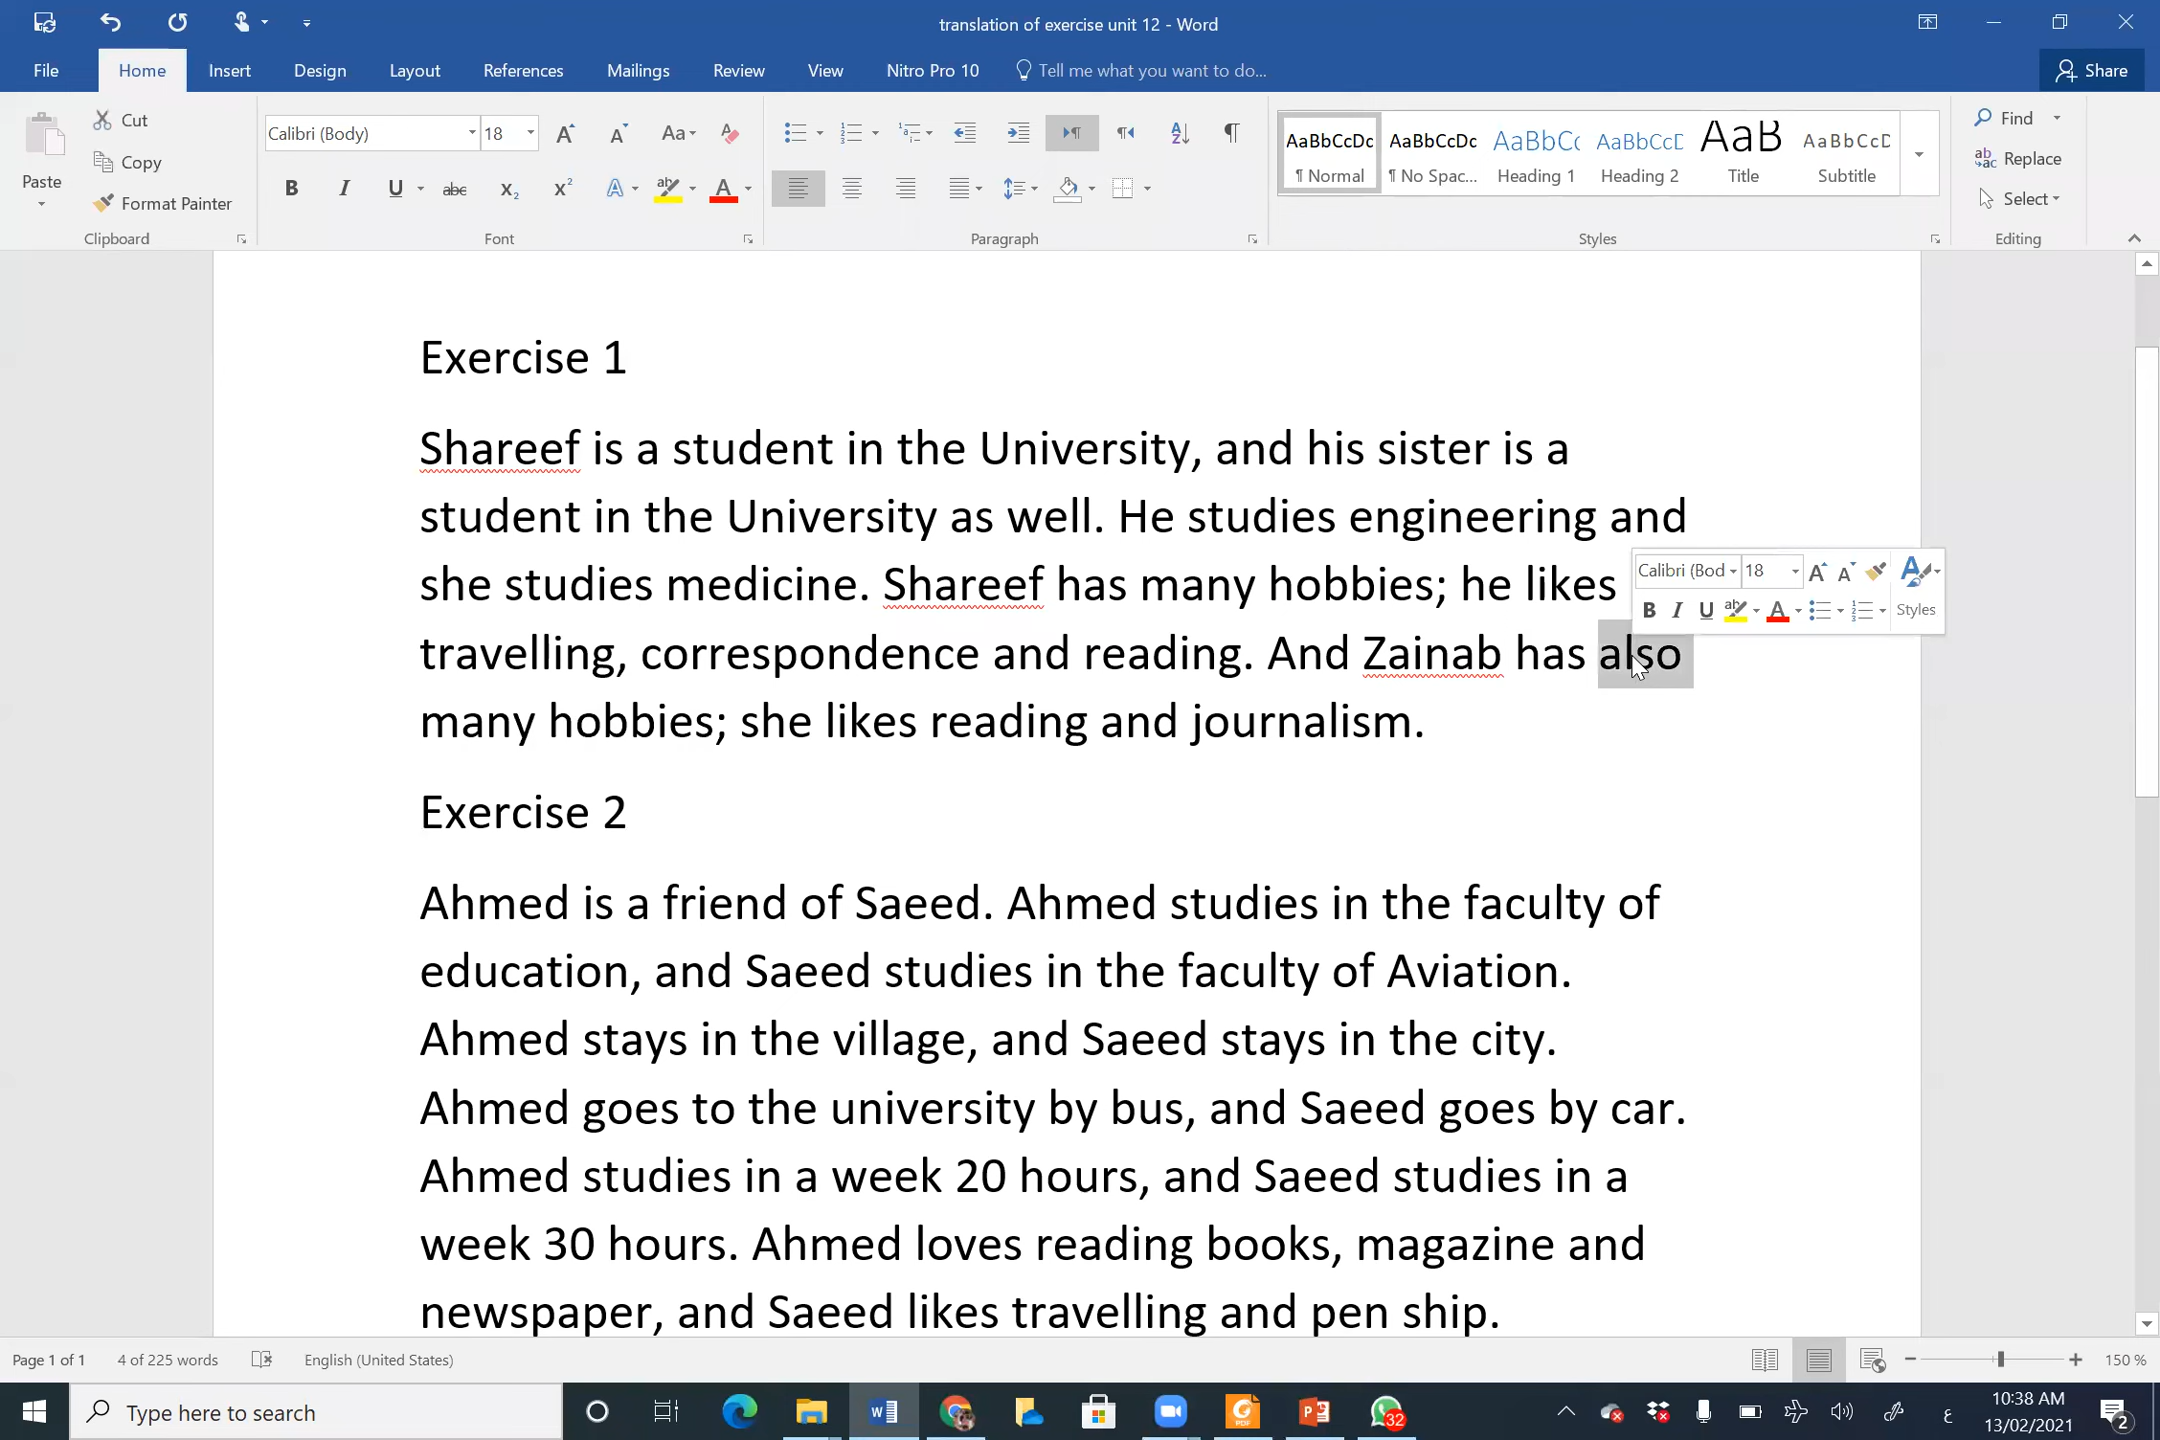 translation of exercise unit 12 - Word
File Home Insert Design Layout References Mailings Review View Nitro Pro 10 Tell me what you want to do... Share
Paste
Cut
Copy
Format Painter
Clipboard
Calibri (Body) 18
Font
Paragraph
AaBbCcDc AaBbCcDc AaBbCc AaBbCcE AaB AaBbCcD
¶ Normal ¶ No Spac... Heading 1 Heading 2 Title Subtitle
Styles
Find
Replace
Select
Editing
Exercise 1
Shareef is a student in the University, and his sister is a
student in the University as well. He studies engineering and
she studies medicine. Shareef has many hobbies; he likes
travelling, correspondence and reading. And Zainab has also
many hobbies; she likes reading and journalism.
Calibri (Bod 18
B I U Styles
Exercise 2
Ahmed is a friend of Saeed. Ahmed studies in the faculty of
education, and Saeed studies in the faculty of Aviation.
Ahmed stays in the village, and Saeed stays in the city.
Ahmed goes to the university by bus, and Saeed goes by car.
Ahmed studies in a week 20 hours, and Saeed studies in a
week 30 hours. Ahmed loves reading books, magazine and
newspaper, and Saeed likes travelling and pen ship.
Page 1 of 1 4 of 225 words English (United States) 150 %
Type here to search
32
ع
10:38 AM
13/02/2021
2